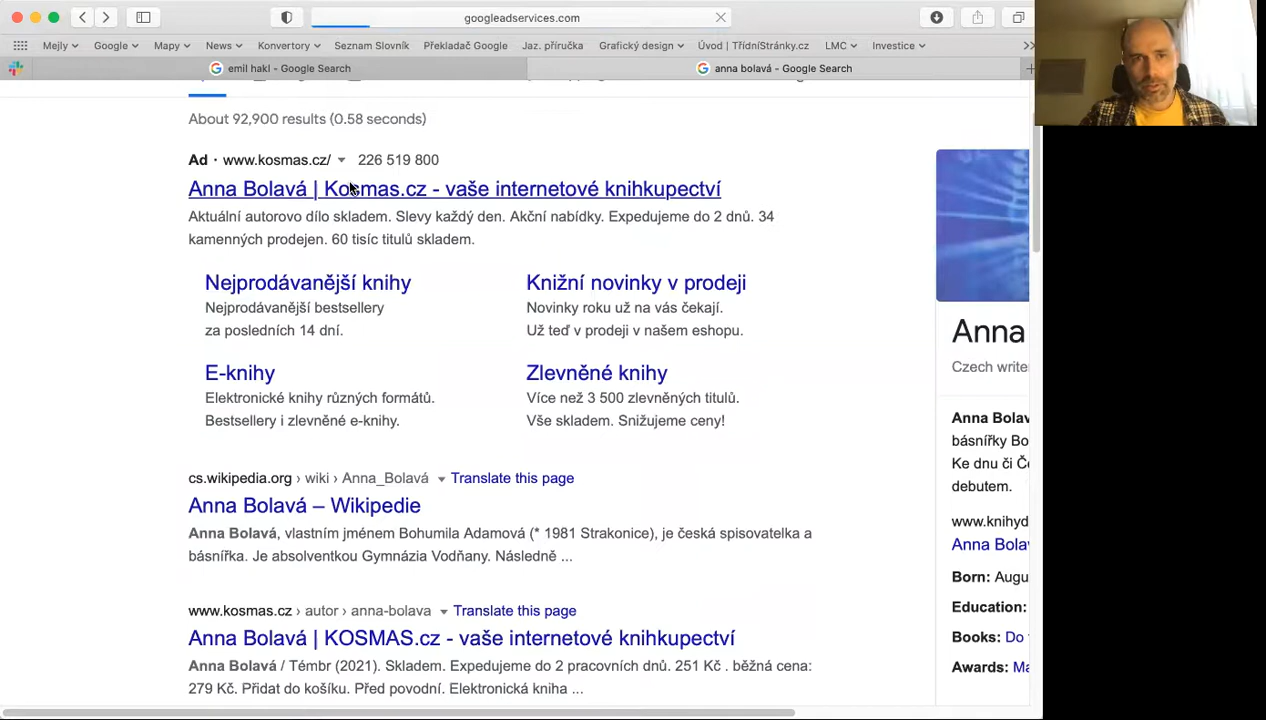 googleadservices.com
Mejly Google Mapy News Konvertory Seznam Slovník Překladač Google Jaz. příručka Grafický design Úvod | TřídníStránky.cz LMC Investice
emil hakl - Google Search
anna bolavá - Google Search
About 92,900 results (0.58 seconds)
Ad · www.kosmas.cz/ 226 519 800
Anna Bolavá | Kosmas.cz - vaše internetové knihkupectví
Aktuální autorovo dílo skladem. Slevy každý den. Akční nabídky. Expedujeme do 2 dnů. 34
kamenných prodejen. 60 tisíc titulů skladem.
Nejprodávanější knihy
Nejprodávanější bestsellery
za posledních 14 dní.
Knižní novinky v prodeji
Novinky roku už na vás čekají.
Už teď v prodeji v našem eshopu.
E-knihy
Elektronické knihy různých formátů.
Bestsellery i zlevněné e-knihy.
Zlevněné knihy
Více než 3 500 zlevněných titulů.
Vše skladem. Snižujeme ceny!
cs.wikipedia.org › wiki › Anna_Bolavá Translate this page
Anna Bolavá – Wikipedie
Anna Bolavá, vlastním jménem Bohumila Adamová (* 1981 Strakonice), je česká spisovatelka a
básnířka. Je absolventkou Gymnázia Vodňany. Následně ...
www.kosmas.cz › autor › anna-bolava Translate this page
Anna Bolavá | KOSMAS.cz - vaše internetové knihkupectví
Anna Bolavá / Témbr (2021). Skladem. Expedujeme do 2 pracovních dnů. 251 Kč . běžná cena:
279 Kč. Přidat do košíku. Před povodní. Elektronická kniha ...
Anna
Czech write
Anna Bolav
básnířky Bo
Ke dnu či Če
debutem.
www.knihyd
Anna Bolav
Born: Augu
Education:
Books: Do
Awards: Ma